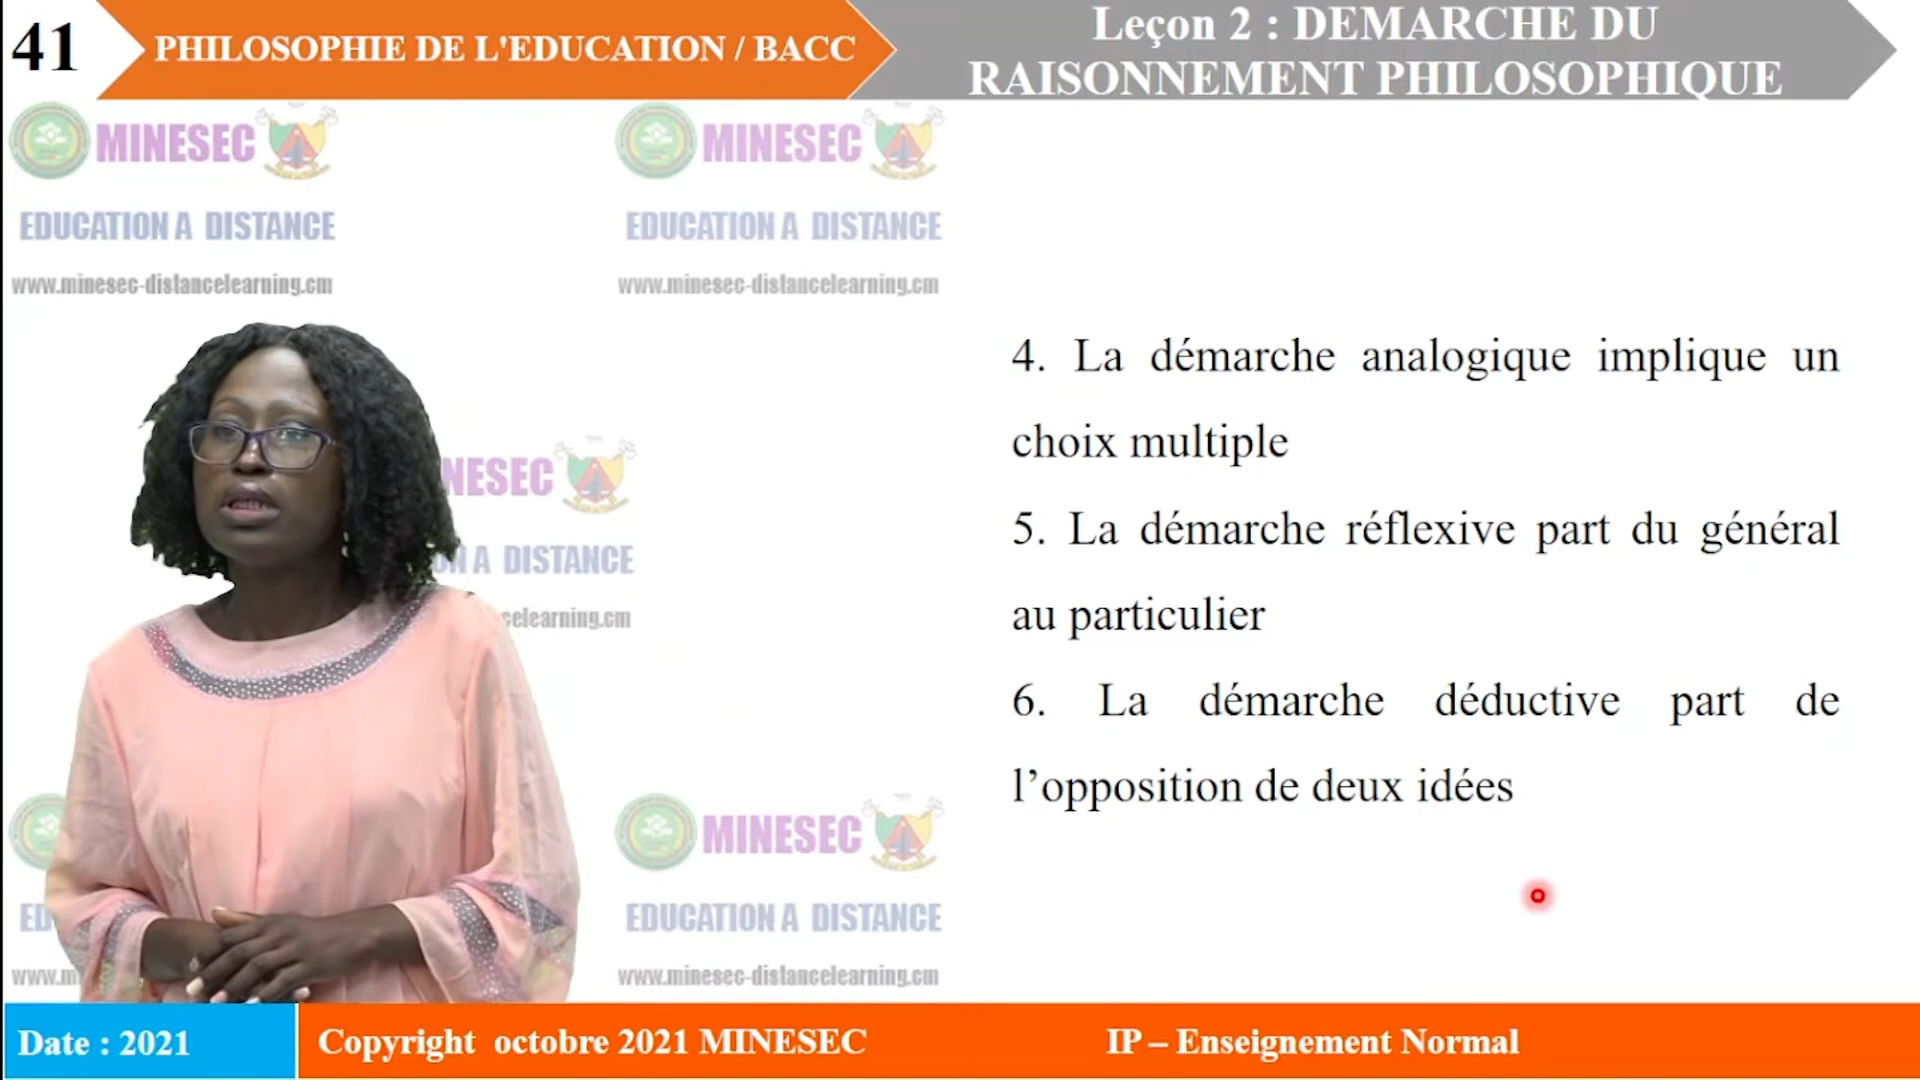 41
PHILOSOPHIE DE L'EDUCATION / BACC
Leçon 2 : DEMARCHE DU
RAISONNEMENT PHILOSOPHIQUE
MINESEC
MINESEC
EDUCATION A DISTANCE
EDUCATION A DISTANCE
www.minesec-distancelearning.cm
www.minesec-distancelearning.cm
4. La démarche analogique implique un
choix multiple
NESEC
5. La démarche réflexive part du général
N A DISTANCE
au particulier
celearning.cm
6. La démarche déductive part de
l’opposition de deux idées
MINESEC
ED
EDUCATION A DISTANCE
www.m
www.minesec-distancelearning.cm
Date : 2021
Copyright octobre 2021 MINESEC
IP – Enseignement Normal